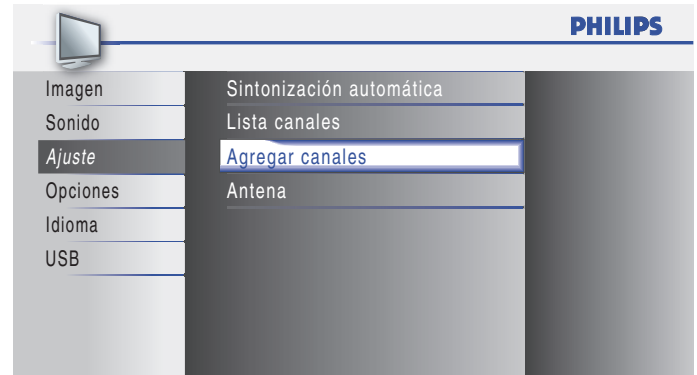 PHILIPS
Imagen
Sonido
Ajuste
Opciones
Idioma
USB
Sintonización automática
Lista canales
Agregar canales
Antena